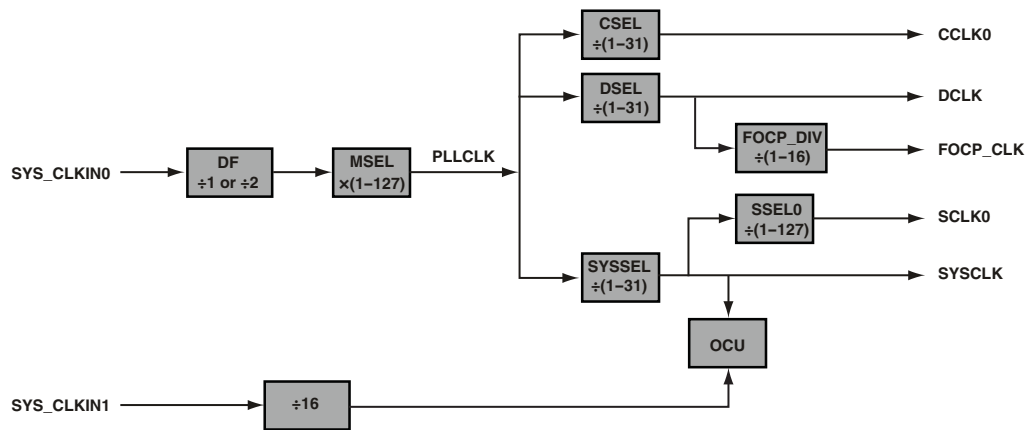 CSEL
÷(1–31)
CCLK0
DSEL
÷(1–31)
DCLK
FOCP_DIV
÷(1–16)
FOCP_CLK
SYS_CLKIN0
DF
÷1 or ÷2
MSEL
×(1–127)
PLLCLK
SSEL0
÷(1–127)
SCLK0
SYSSEL
÷(1–31)
SYSCLK
OCU
SYS_CLKIN1
÷16